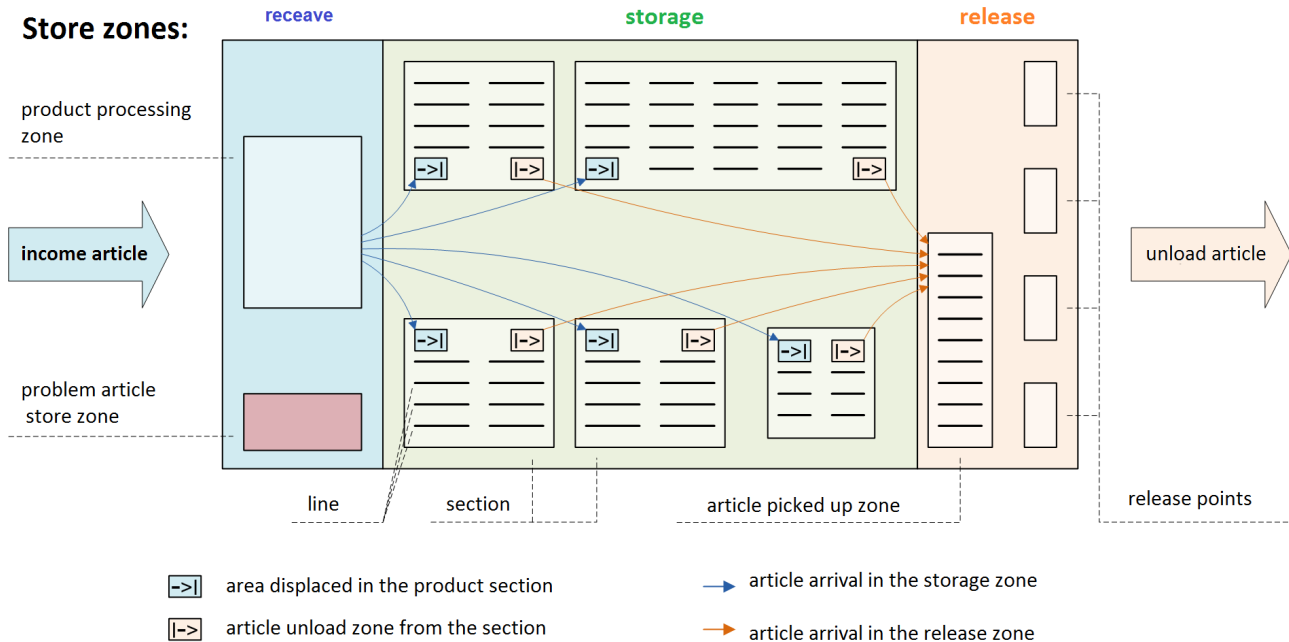 Store zones:
receave
storage
release
product processing
zone
income article
problem article
store zone
->|
|->
->|
|->
->|
|->
->|
|->
->|
|->
unload article
line
section
article picked up zone
release points
->|
area displaced in the product section
article arrival in the storage zone
|->
article unload zone from the section
article arrival in the release zone